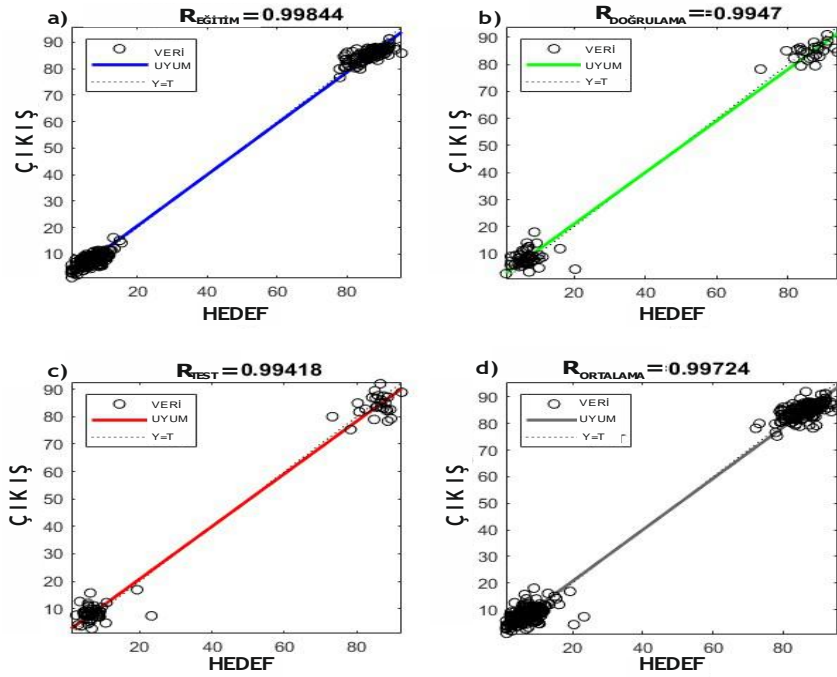 a) R EĞİTİM = 0.99844
VERİ
UYUM
Y=T
90
80
70
60
50
40
30
20
10
ÇIKIŞ
20 40 60 80
HEDEF
b) R DOĞRULAMA = =0.9947
VERİ
UYUM
Y=T
90
80
70
60
50
40
30
20
10
ÇIKIŞ
20 40 60 80
HEDEF
c) R TEST = 0.99418
VERİ
UYUM
Y=T
90
80
70
60
50
40
30
20
10
ÇIKIŞ
20 40 60 80
HEDEF
d) R ORTALAMA = 0.99724
VERİ
UYUM
Y=T
90
80
70
60
50
40
30
20
10
ÇIKIŞ
20 40 60 80
HEDEF